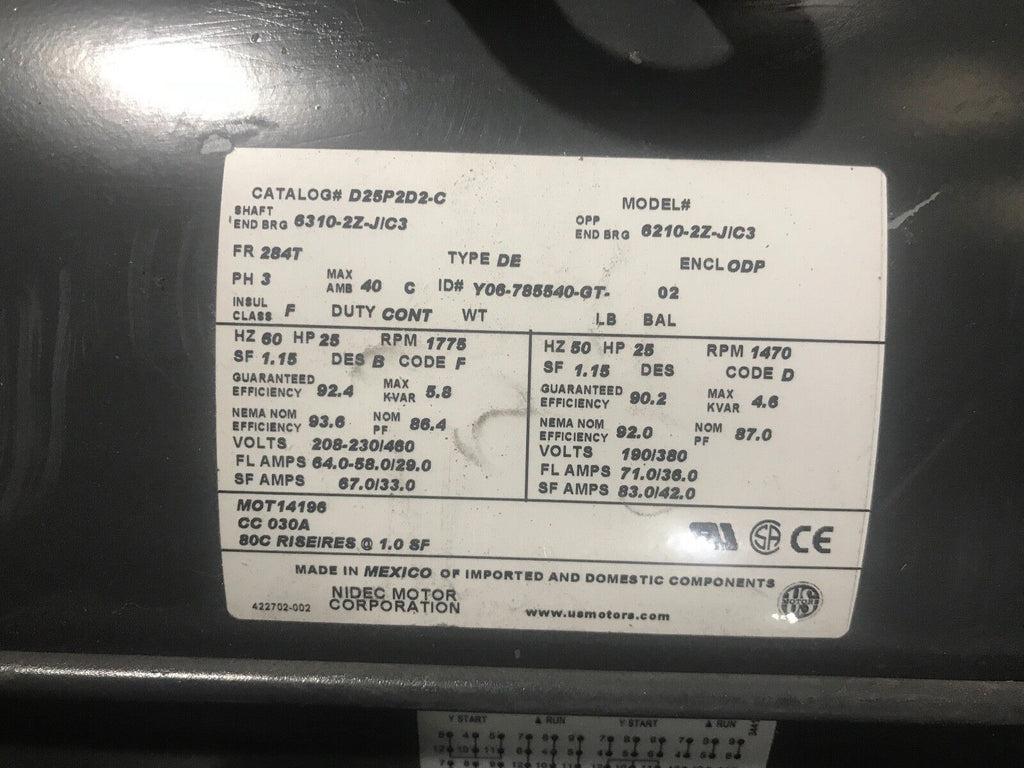 CATALOG# D25P2D2-C MODEL#
SHAFT END BRG 6310-2Z-J/C3 OPP END BRG 6210-2Z-J/C3
FR 284T TYPE DE ENCL ODP
PH 3 MAX AMB 40 C ID# Y06-785540-GT- 02
INSUL CLASS F DUTY CONT WT LB BAL
HZ 60 HP 25 RPM 1775
SF 1.15 DES B CODE F
GUARANTEED EFFICIENCY 92.4 MAX KVAR 5.8
NEMA NOM EFFICIENCY 93.6 NOM PF 86.4
VOLTS 208-230/460
FL AMPS 64.0-58.0/29.0
SF AMPS 67.0/33.0
HZ 50 HP 25 RPM 1470
SF 1.15 DES CODE D
GUARANTEED EFFICIENCY 90.2 MAX KVAR 4.6
NEMA NOM EFFICIENCY 92.0 NOM PF 87.0
VOLTS 190/380
FL AMPS 71.0/36.0
SF AMPS 83.0/42.0
MOT14196
CC 030A
80C RISE/RES @ 1.0 SF
SA CE
MADE IN MEXICO OF IMPORTED AND DOMESTIC COMPONENTS
422702-002 NIDEC MOTOR CORPORATION www.usmotors.com US MOTORS
Y START Δ RUN Y START Δ RUN